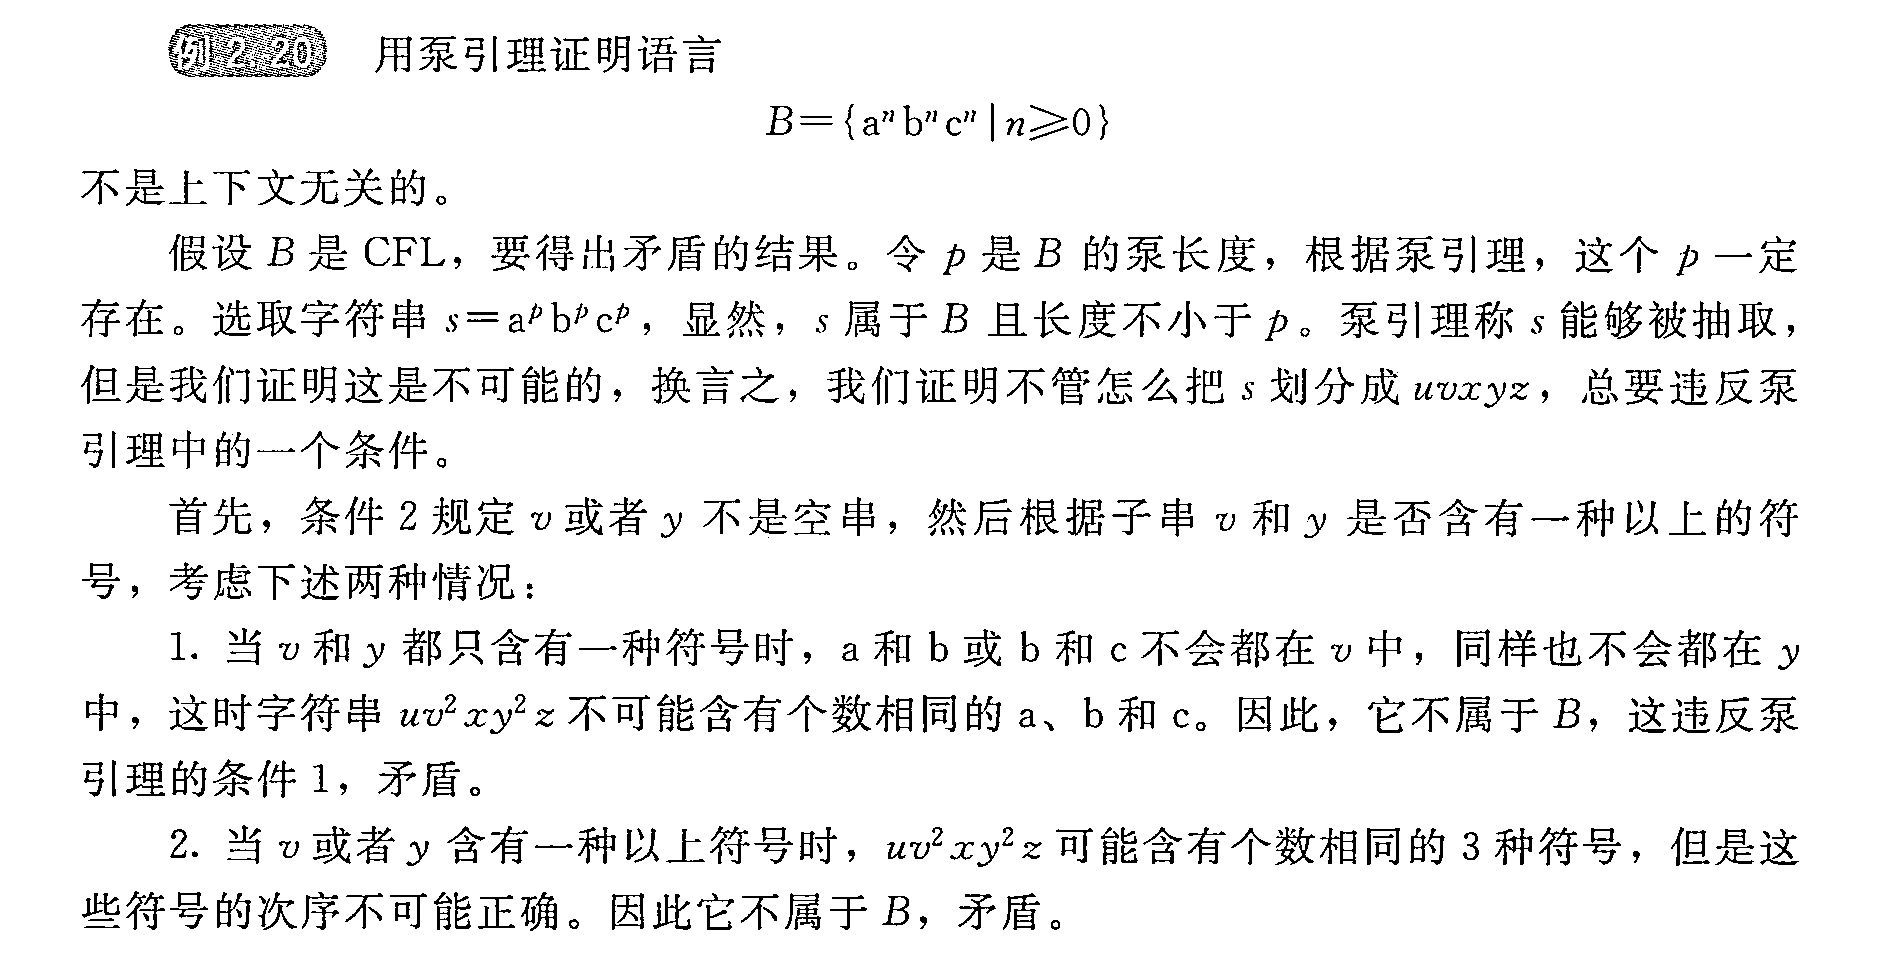 例 2.20 用泵引理证明语言
B={aⁿbⁿcⁿ|n≥0}
不是上下文无关的。
假设 B 是 CFL，要得出矛盾的结果。令 p 是 B 的泵长度，根据泵引理，这个 p 一定
存在。选取字符串 s=aᵖbᵖcᵖ，显然，s 属于 B 且长度不小于 p。泵引理称 s 能够被抽取，
但是我们证明这是不可能的，换言之，我们证明不管怎么把 s 划分成 uvxyz，总要违反泵
引理中的一个条件。
首先，条件 2 规定 v 或者 y 不是空串，然后根据子串 v 和 y 是否含有一种以上的符
号，考虑下述两种情况：
1. 当 v 和 y 都只含有一种符号时，a 和 b 或 b 和 c 不会都在 v 中，同样也不会都在 y
中，这时字符串 uv²xy²z 不可能含有个数相同的 a、b 和 c。因此，它不属于 B，这违反泵
引理的条件 1，矛盾。
2. 当 v 或者 y 含有一种以上符号时，uv²xy²z 可能含有个数相同的 3 种符号，但是这
些符号的次序不可能正确。因此它不属于 B，矛盾。